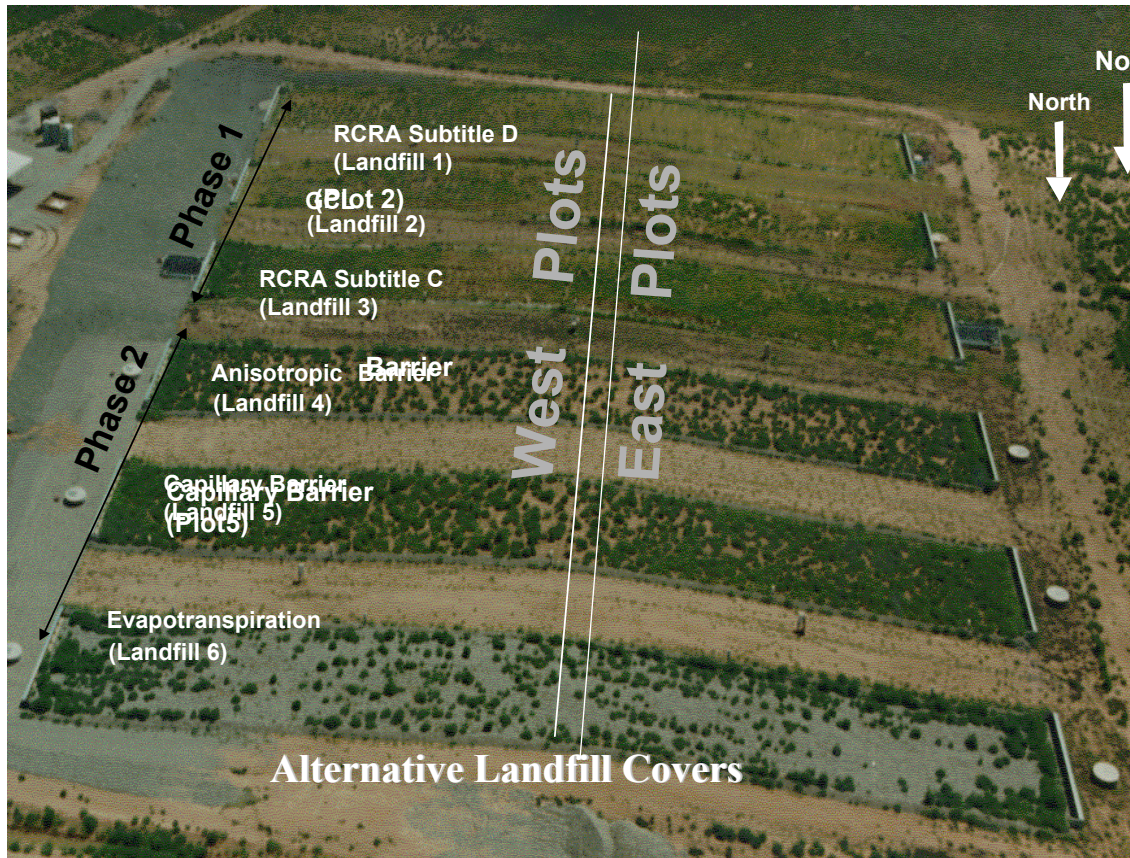 No
North
RCRA Subtitle D
(Landfill 1)
Phase 1
(Plot 2)
(Landfill 2)
West Plots
East Plots
RCRA Subtitle C
(Landfill 3)
Phase 2
Barrier
Anisotropic Barrier
(Landfill 4)
Capillary Barrier
(Landfill 5)
Capillary Barrier
(Plot5)
Evapotranspiration
(Landfill 6)
Alternative Landfill Covers